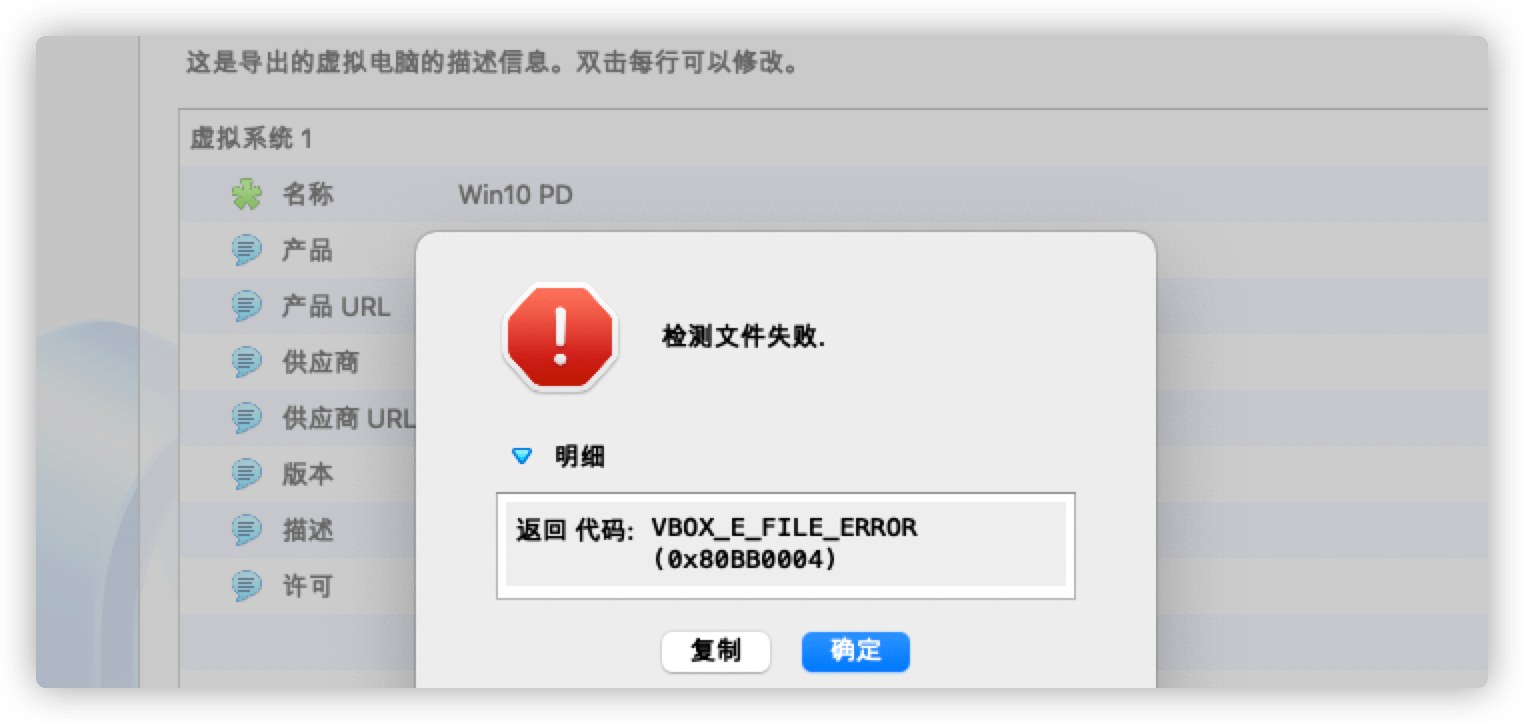 这是导出的虚拟电脑的描述信息。双击每行可以修改。
虚拟系统 1
名称 Win10 PD
产品
产品 URL
供应商
供应商 URL
版本
描述
许可
检测文件失败.
明细
返回 代码: VBOX_E_FILE_ERROR
(0x80BB0004)
复制 确定